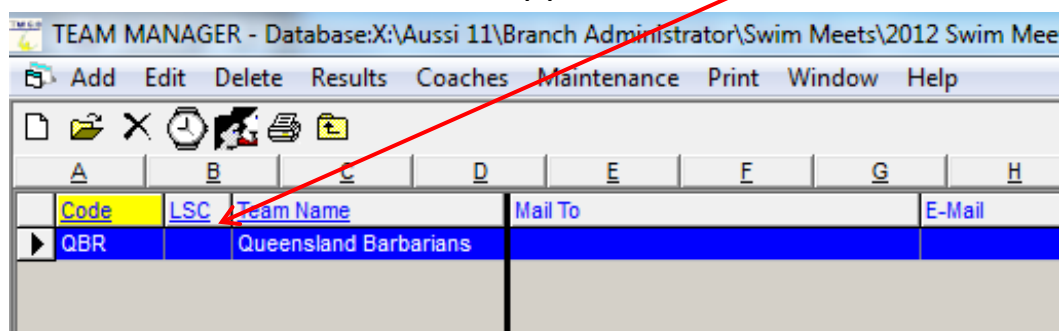 TEAM MANAGER - Database:X:\Aussi 11\Branch Administrator\Swim Meets\2012 Swim Mee
Add Edit Delete Results Coaches Maintenance Print Window Help
A B C D E F G H
Code LSC Team Name Mail To E-Mail
QBR Queensland Barbarians